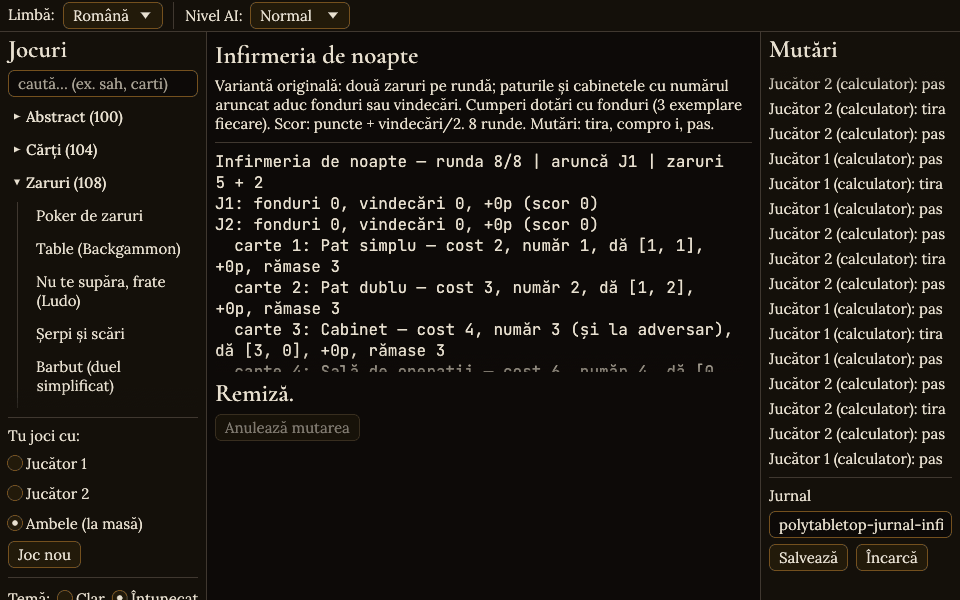 Limbă: Română ▼ Nivel AI: Normal ▼
Jocuri
caută... (ex. sah, carti)
▸ Abstract (100)
▸ Cărți (104)
▾ Zaruri (108)
Poker de zaruri
Table (Backgammon)
Nu te supăra, frate
(Ludo)
Șerpi și scări
Barbut (duel
simplificat)
Tu joci cu:
Jucător 1
Jucător 2
Ambele (la masă)
Joc nou
Temă: Clar Întunecat
Infirmeria de noapte
Variantă originală: două zaruri pe rundă; paturile și cabinetele cu numărul
aruncat aduc fonduri sau vindecări. Cumperi dotări cu fonduri (3 exemplare
fiecare). Scor: puncte + vindecări/2. 8 runde. Mutări: tira, compro i, pas.
Infirmeria de noapte — runda 8/8 | aruncă J1 | zaruri
5 + 2
J1: fonduri 0, vindecări 0, +0p (scor 0)
J2: fonduri 0, vindecări 0, +0p (scor 0)
carte 1: Pat simplu — cost 2, număr 1, dă [1, 1],
+0p, rămase 3
carte 2: Pat dublu — cost 3, număr 2, dă [1, 2],
+0p, rămase 3
carte 3: Cabinet — cost 4, număr 3 (și la adversar),
dă [3, 0], +0p, rămase 3
carte 4: Sală de operații — cost 6, număr 4, dă [0,
Remiză.
Anulează mutarea
Mutări
Jucător 2 (calculator): pas
Jucător 2 (calculator): tira
Jucător 2 (calculator): pas
Jucător 1 (calculator): pas
Jucător 1 (calculator): tira
Jucător 1 (calculator): pas
Jucător 2 (calculator): pas
Jucător 2 (calculator): tira
Jucător 2 (calculator): pas
Jucător 1 (calculator): pas
Jucător 1 (calculator): tira
Jucător 1 (calculator): pas
Jucător 2 (calculator): pas
Jucător 2 (calculator): tira
Jucător 2 (calculator): pas
Jucător 1 (calculator): pas
Jurnal
polytabletop-jurnal-infi
Salvează Încarcă